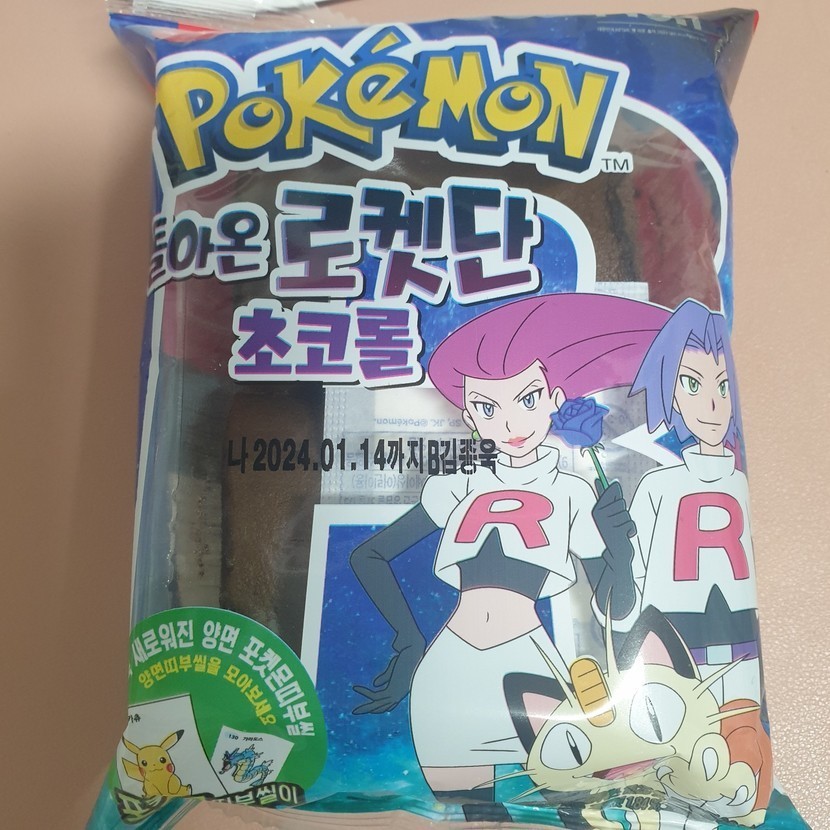 POKÉMON
TM
돌아온 로켓단
초코롤
나 2024.01.14까지 B김종욱
R
R
새로워진 양면 포켓몬띠부씰
양면띠부씰을 모아보세요